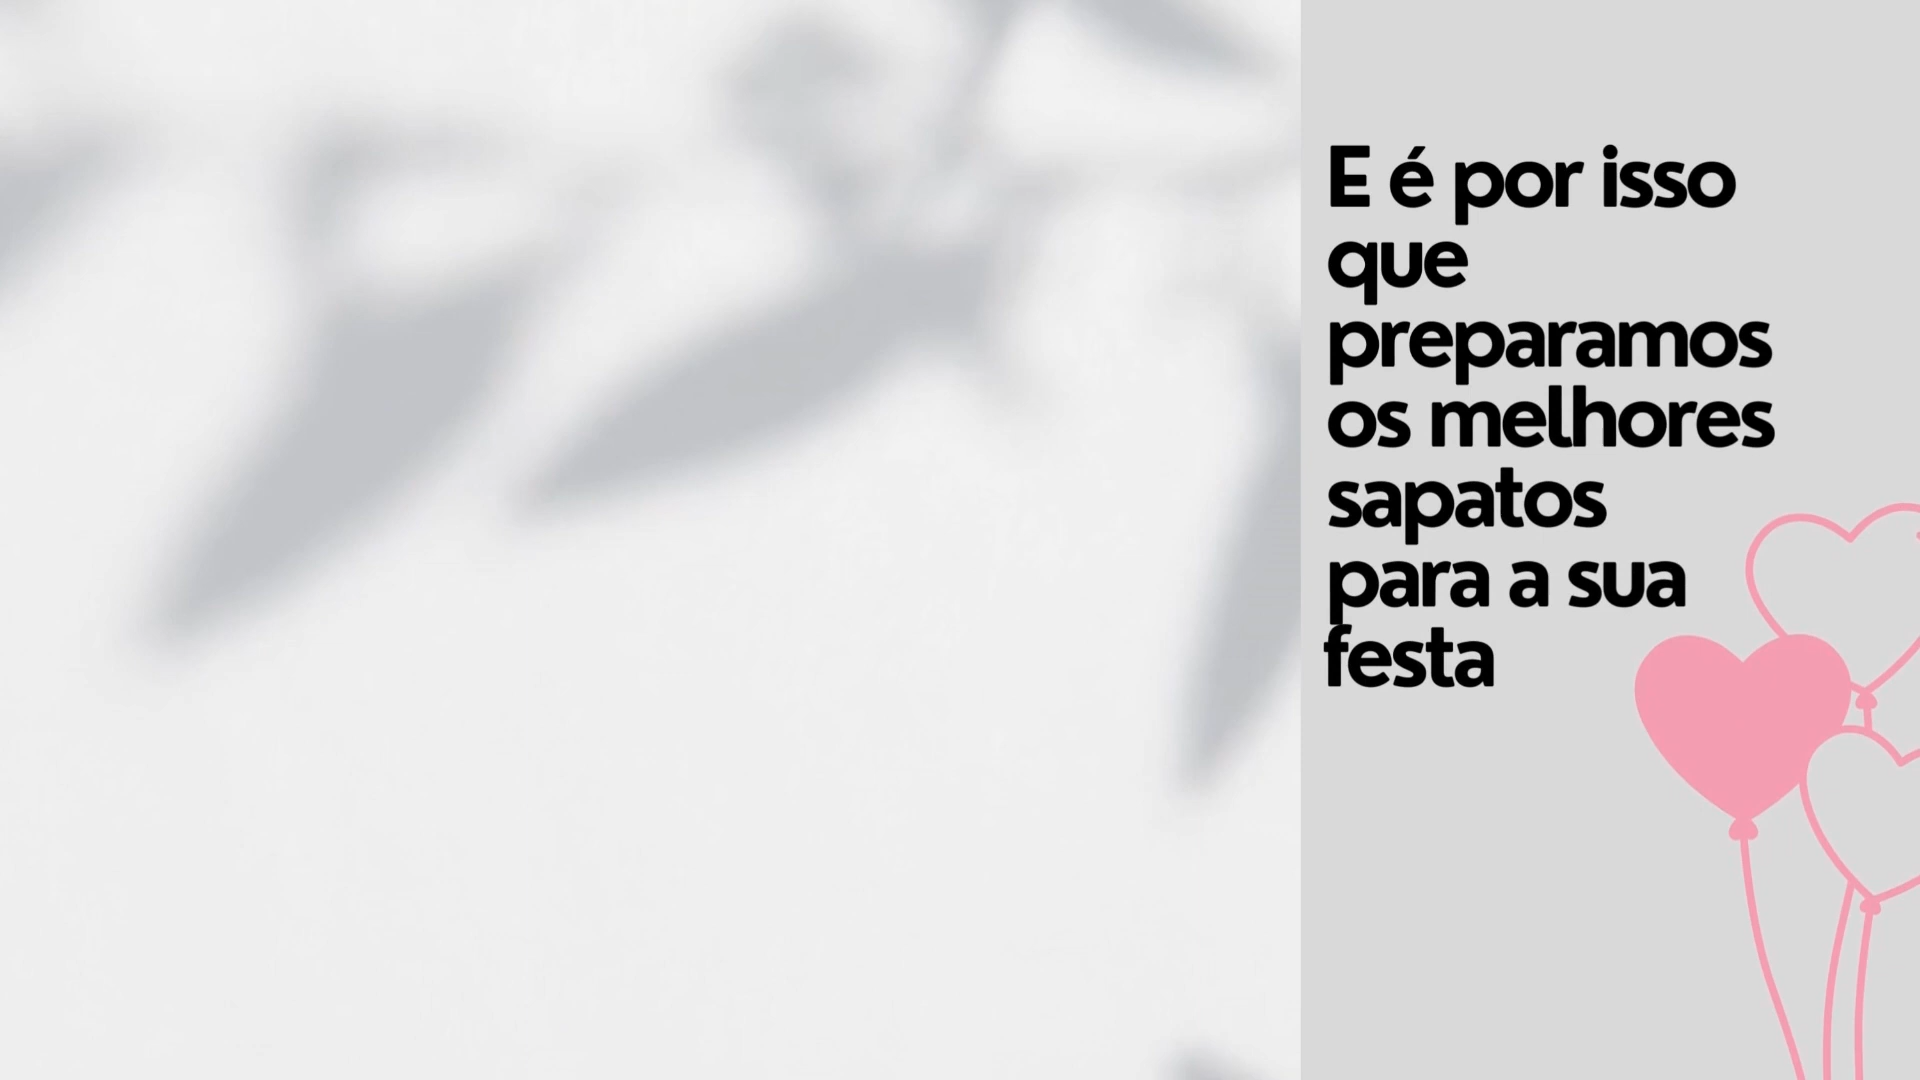 E é por isso
que
preparamos
os melhores
sapatos
para a sua
festa